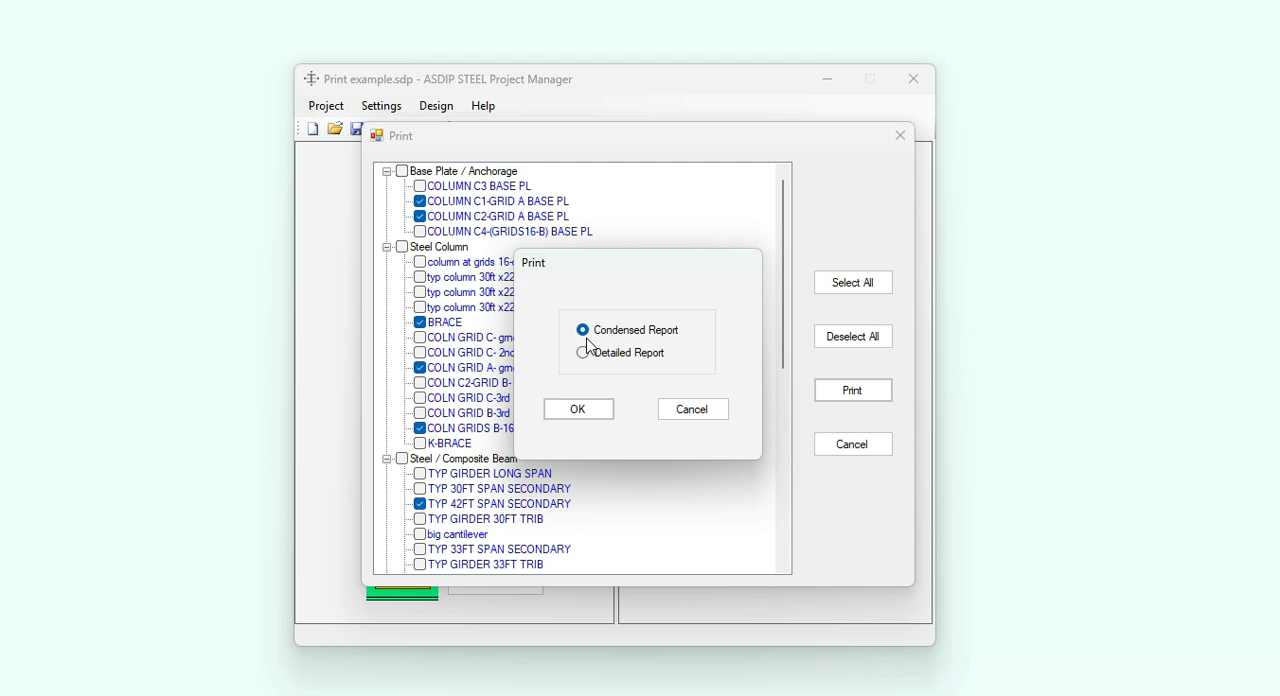 Print example.sdp - ASDIP STEEL Project Manager
Project Settings Design Help
Print
Base Plate / Anchorage
COLUMN C3 BASE PL
COLUMN C1-GRID A BASE PL
COLUMN C2-GRID A BASE PL
COLUMN C4-(GRIDS16-B) BASE PL
Steel Column
column at grids 16-
typ column 30ft x22
typ column 30ft x22
typ column 30ft x22
BRACE
COLN GRID C-
COLN GRID C- 2nd
COLN GRID A-
COLN C2-GRID B-
COLN GRID C-3rd
COLN GRID B-3rd
COLN GRIDS B-16
K-BRACE
Steel / Composite Beam
TYP GIRDER LONG SPAN
TYP 30FT SPAN SECONDARY
TYP 42FT SPAN SECONDARY
TYP GIRDER 30FT TRIB
big cantilever
TYP 33FT SPAN SECONDARY
TYP GIRDER 33FT TRIB
Print
Condensed Report
Detailed Report
OK
Cancel
Select All
Deselect All
Print
Cancel